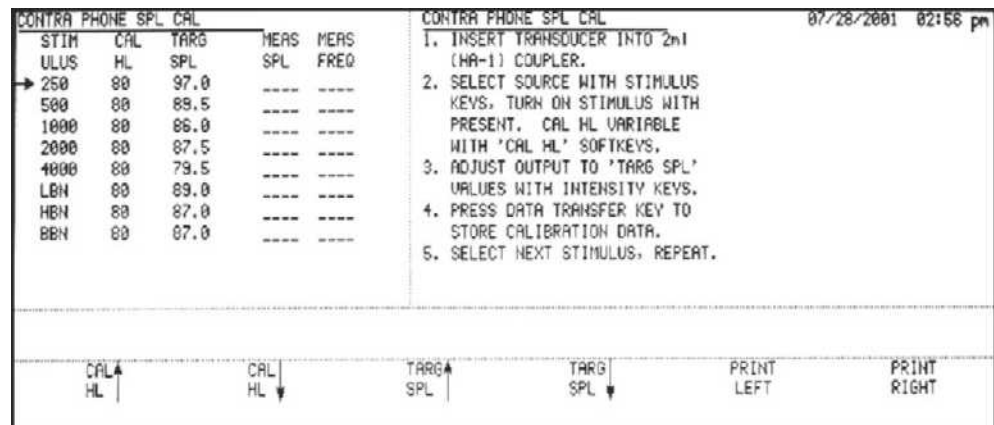 CONTRA PHONE SPL CAL
STIM CAL TARG MEAS MEAS
ULUS HL SPL SPL FREQ
250 80 97.0 ---- ----
500 80 89.5 ---- ----
1000 80 86.0 ---- ----
2000 80 87.5 ---- ----
4000 80 79.5 ---- ----
LBN 80 89.0 ---- ----
HBN 80 87.0 ---- ----
BBN 80 87.0 ---- ----
CONTRA PHONE SPL CAL 07/28/2001 02:56 pm
1. INSERT TRANSDUCER INTO 2ml
(HA-1) COUPLER.
2. SELECT SOURCE WITH STIMULUS
KEYS, TURN ON STIMULUS WITH
PRESENT. CAL HL VARIABLE
WITH 'CAL HL' SOFTKEYS.
3. ADJUST OUTPUT TO 'TARG SPL'
VALUES WITH INTENSITY KEYS.
4. PRESS DATA TRANSFER KEY TO
STORE CALIBRATION DATA.
5. SELECT NEXT STIMULUS, REPEAT.
CAL CAL TARG TARG PRINT PRINT
HL HL SPL SPL LEFT RIGHT